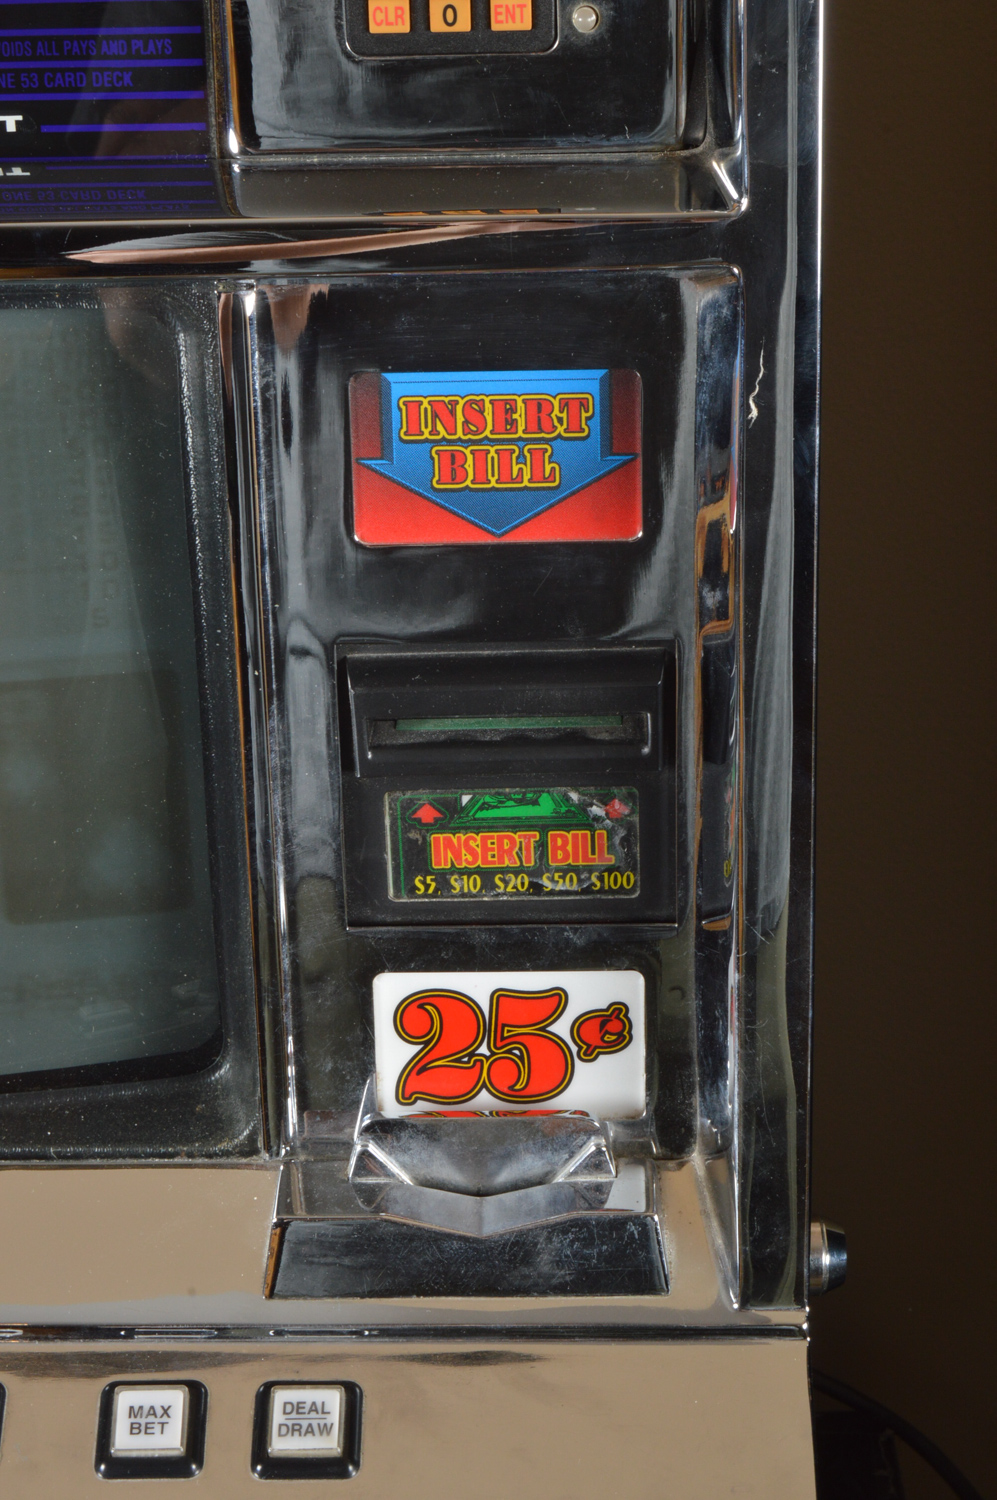 CLR 0 ENT
VOIDS ALL PAYS AND PLAYS
NE 53 CARD DECK
T
INSERT
BILL
INSERT BILL
$5, $10, $20, $50, $100
25¢
MAX
BET
DEAL
DRAW